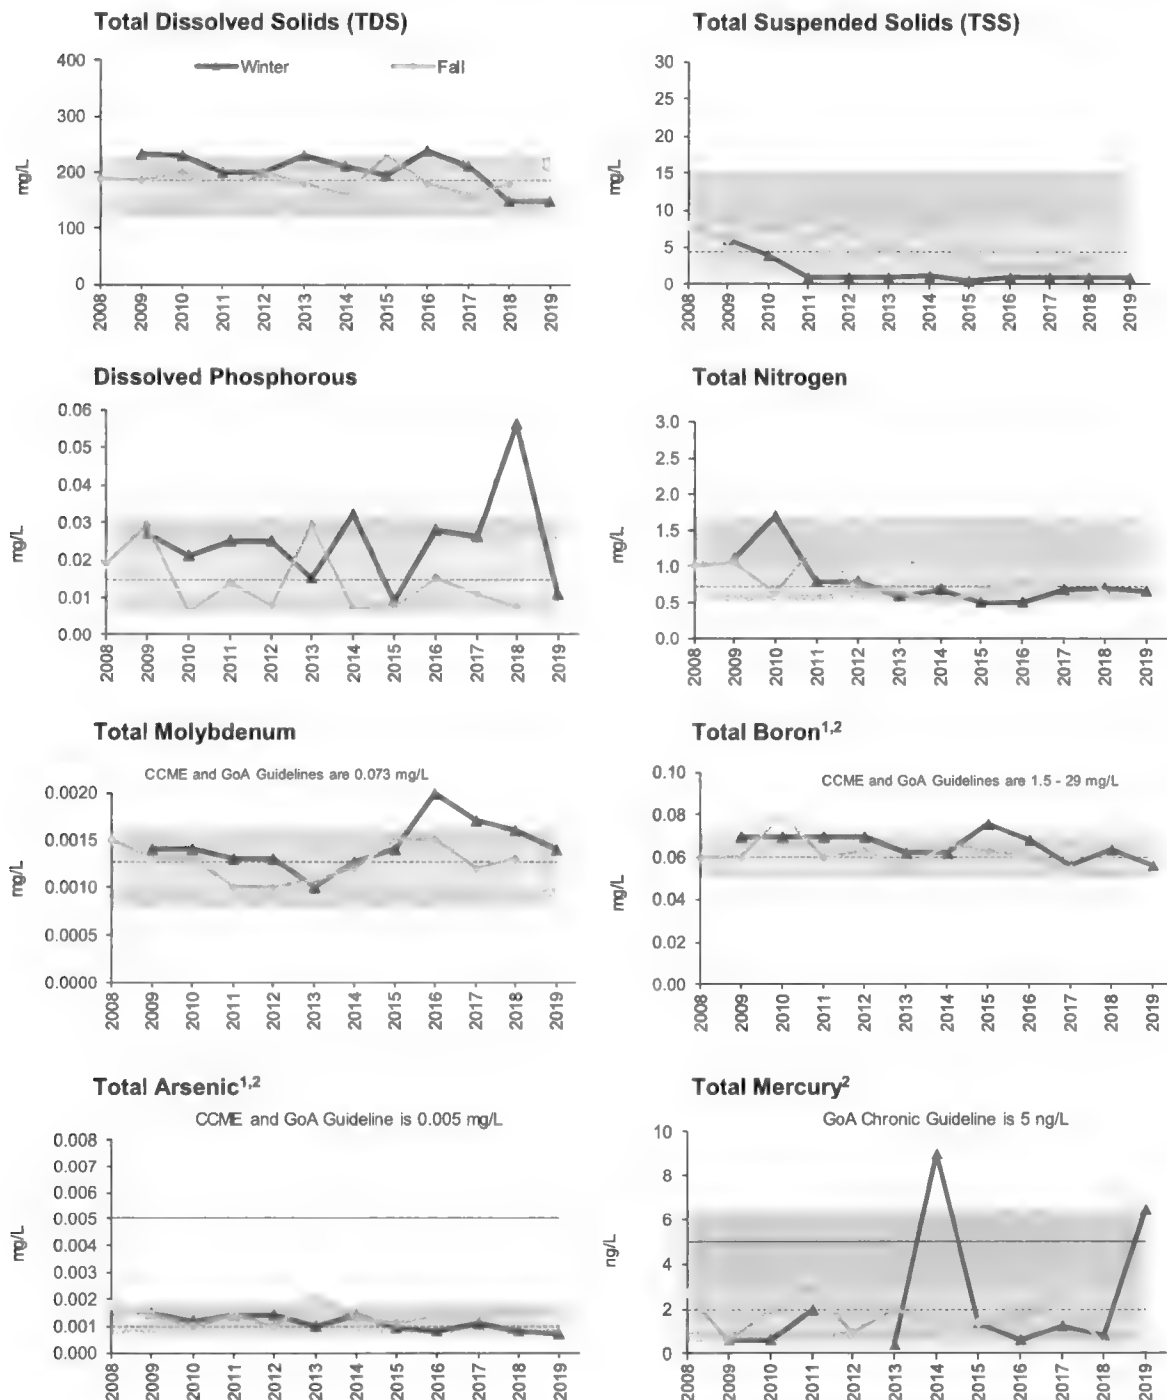 Total Dissolved Solids (TDS)
400
300
200
100
0
mg/L
Winter
Fall
2008 2009 2010 2011 2012 2013 2014 2015 2016 2017 2018 2019
Total Suspended Solids (TSS)
30
25
20
15
10
5
0
mg/L
2008 2009 2010 2011 2012 2013 2014 2015 2016 2017 2018 2019
Dissolved Phosphorous
0.06
0.05
0.04
0.03
0.02
0.01
0.00
mg/L
2008 2009 2010 2011 2012 2013 2014 2015 2016 2017 2018 2019
Total Nitrogen
3.0
2.5
2.0
1.5
1.0
0.5
0.0
mg/L
2008 2009 2010 2011 2012 2013 2014 2015 2016 2017 2018 2019
Total Molybdenum
CCME and GoA Guidelines are 0.073 mg/L
0.0020
0.0015
0.0010
0.0005
0.0000
mg/L
2008 2009 2010 2011 2012 2013 2014 2015 2016 2017 2018 2019
Total Boron1,2
CCME and GoA Guidelines are 1.5 - 29 mg/L
0.10
0.08
0.06
0.04
0.02
0.00
mg/L
2008 2009 2010 2011 2012 2013 2014 2015 2016 2017 2018 2019
Total Arsenic1,2
CCME and GoA Guideline is 0.005 mg/L
0.008
0.007
0.006
0.005
0.004
0.003
0.002
0.001
0.000
mg/L
2008 2009 2010 2011 2012 2013 2014 2015 2016 2017 2018 2019
Total Mercury2
GoA Chronic Guideline is 5 ng/L
10
8
6
4
2
0
ng/L
2008 2009 2010 2011 2012 2013 2014 2015 2016 2017 2018 2019